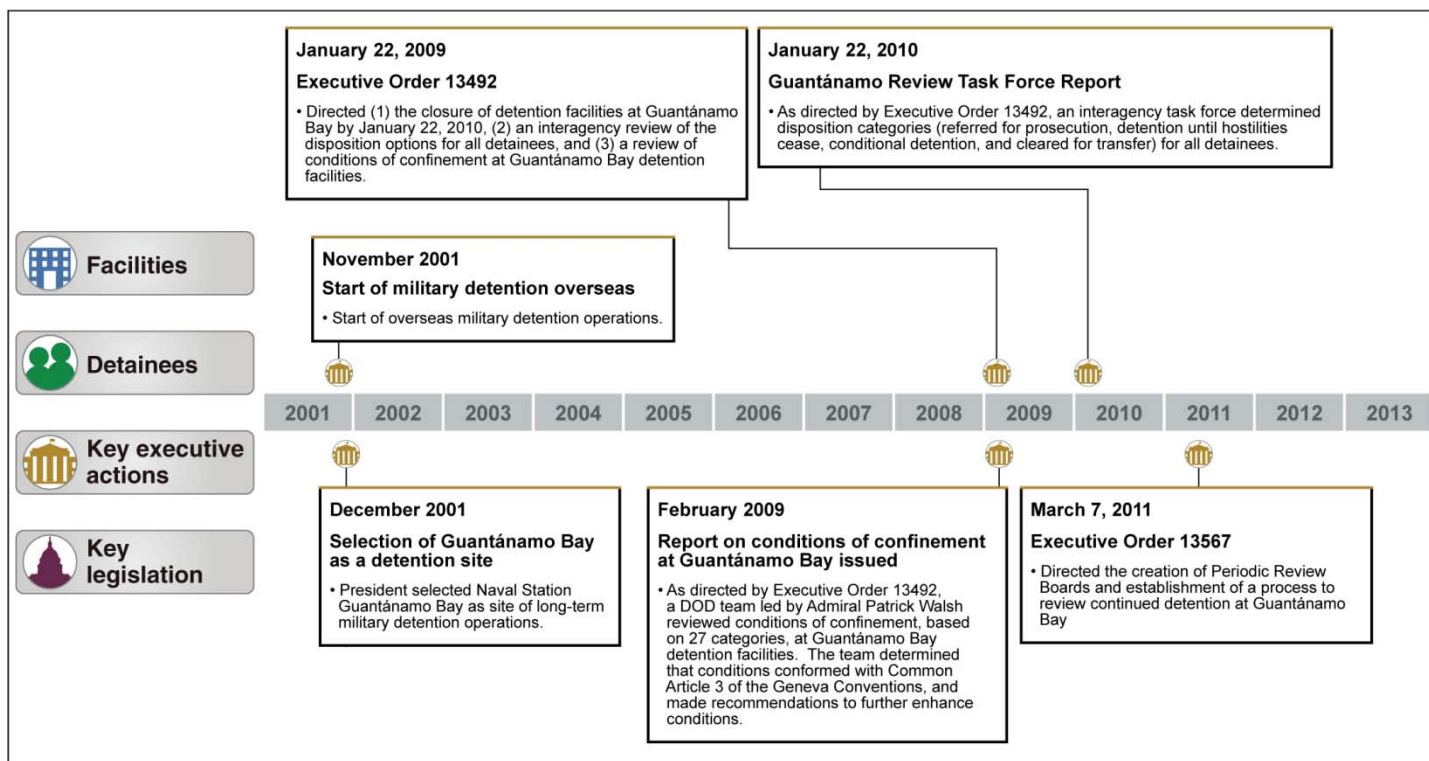 January 22, 2009
Executive Order 13492
• Directed (1) the closure of detention facilities at Guantánamo
Bay by January 22, 2010, (2) an interagency review of the
disposition options for all detainees, and (3) a review of
conditions of confinement at Guantánamo Bay detention
facilities.
January 22, 2010
Guantánamo Review Task Force Report
• As directed by Executive Order 13492, an interagency task force determined
disposition categories (referred for prosecution, detention until hostilities
cease, conditional detention, and cleared for transfer) for all detainees.
Facilities
Detainees
Key executive
actions
Key
legislation
November 2001
Start of military detention overseas
• Start of overseas military detention operations.
2001 2002 2003 2004 2005 2006 2007 2008 2009 2010 2011 2012 2013
December 2001
Selection of Guantánamo Bay
as a detention site
• President selected Naval Station
Guantánamo Bay as site of long-term
military detention operations.
February 2009
Report on conditions of confinement
at Guantánamo Bay issued
• As directed by Executive Order 13492,
a DOD team led by Admiral Patrick Walsh
reviewed conditions of confinement, based
on 27 categories, at Guantánamo Bay
detention facilities. The team determined
that conditions conformed with Common
Article 3 of the Geneva Conventions, and
made recommendations to further enhance
conditions.
March 7, 2011
Executive Order 13567
• Directed the creation of Periodic Review
Boards and establishment of a process to
review continued detention at Guantánamo
Bay